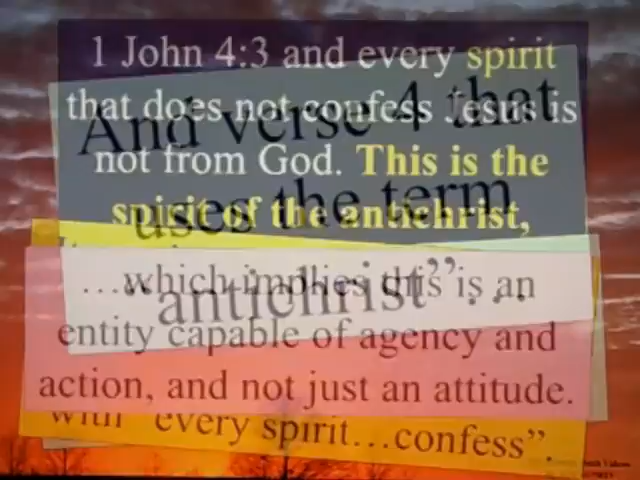 1 John 4:3 and every spirit
that does not confess Jesus is
not from God. This is the
spirit of the antichrist,
And verse 4 that
uses the term
antichrist” ...
...which implies this is an
entity capable of agency and
action, and not just an attitude.
with “every spirit...confess”.